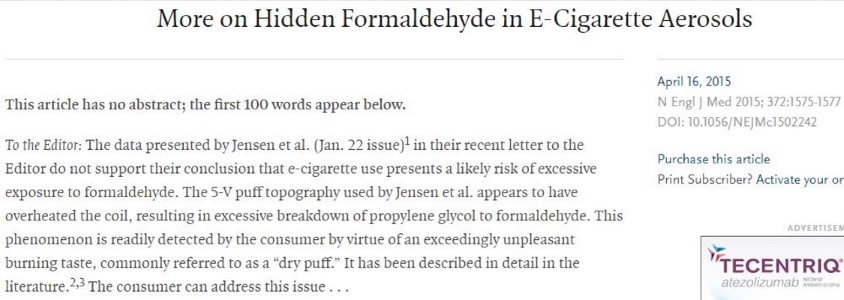 More on Hidden Formaldehyde in E-Cigarette Aerosols
This article has no abstract; the first 100 words appear below.
To the Editor: The data presented by Jensen et al. (Jan. 22 issue)1 in their recent letter to the
Editor do not support their conclusion that e-cigarette use presents a likely risk of excessive
exposure to formaldehyde. The 5-V puff topography used by Jensen et al. appears to have
overheated the coil, resulting in excessive breakdown of propylene glycol to formaldehyde. This
phenomenon is readily detected by the consumer by virtue of an exceedingly unpleasant
burning taste, commonly referred to as a “dry puff.” It has been described in detail in the
literature.2,3 The consumer can address this issue . . .
April 16, 2015
N Engl J Med 2015; 372:1575-1577
DOI: 10.1056/NEJMc1502242
Purchase this article
Print Subscriber? Activate your or
ADVERTISEM
TECENTRIQ
atezolizumab